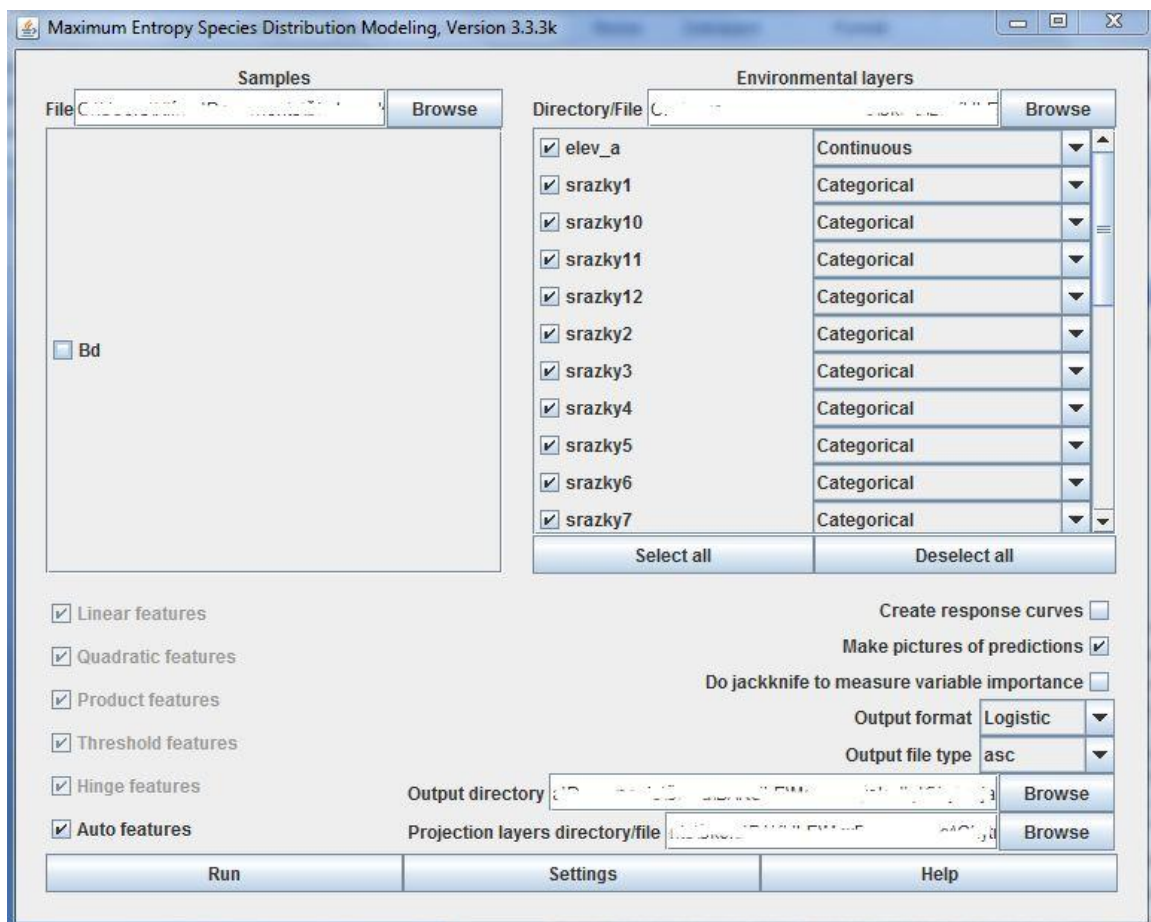 Maximum Entropy Species Distribution Modeling, Version 3.3.3k
Samples
File Browse
Environmental layers
Directory/File Browse
Bd
elev_a Continuous
srazky1 Categorical
srazky10 Categorical
srazky11 Categorical
srazky12 Categorical
srazky2 Categorical
srazky3 Categorical
srazky4 Categorical
srazky5 Categorical
srazky6 Categorical
srazky7 Categorical
Select all Deselect all
Linear features
Quadratic features
Product features
Threshold features
Hinge features
Auto features
Create response curves
Make pictures of predictions
Do jackknife to measure variable importance
Output format Logistic
Output file type asc
Output directory Browse
Projection layers directory/file Browse
Run Settings Help